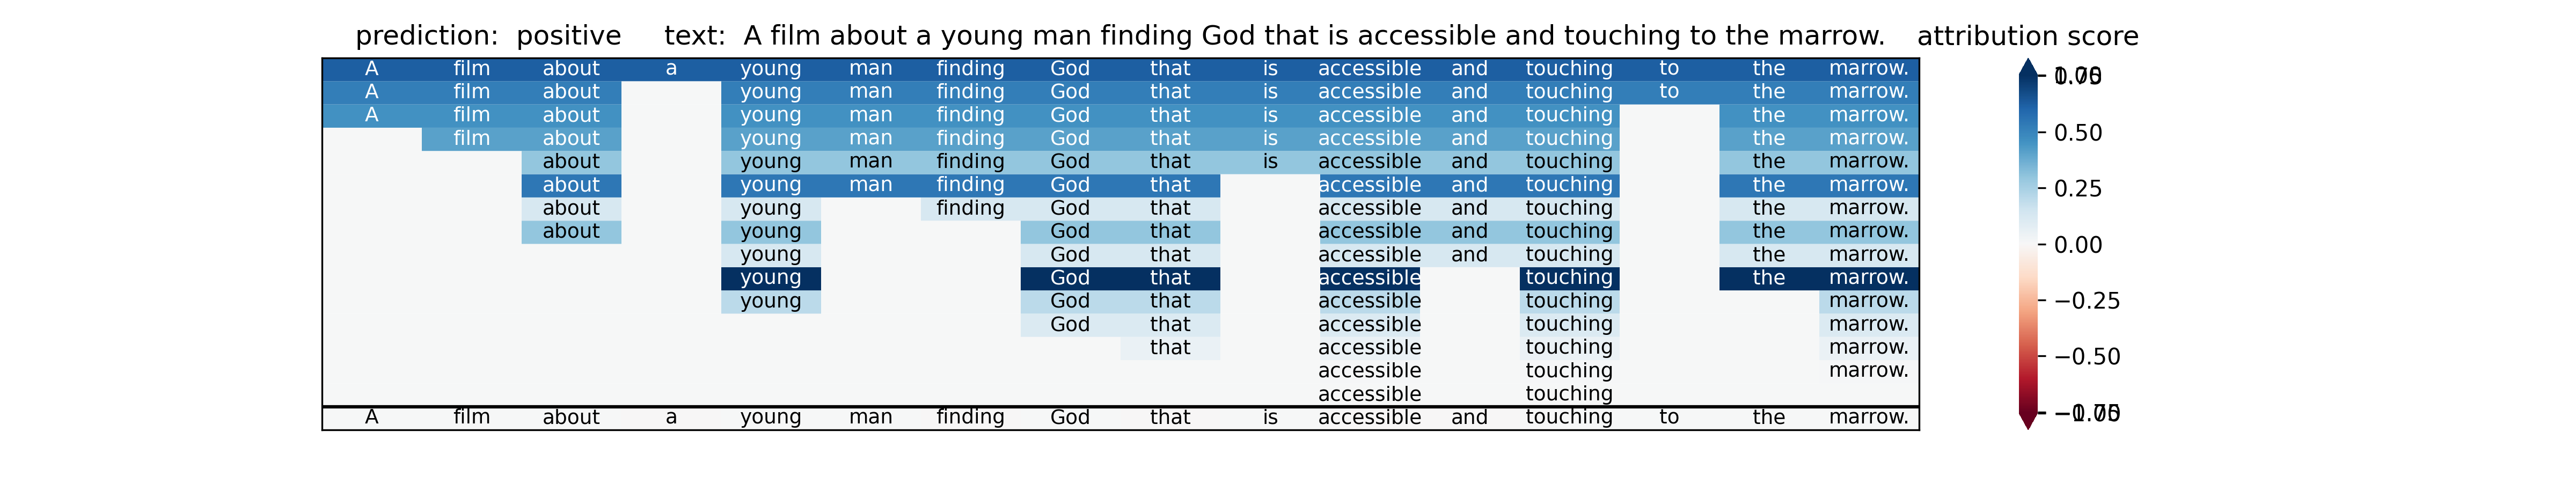 prediction: positive text: A film about a young man finding God that is accessible and touching to the marrow. attribution score
A film about a young man finding God that is accessible and touching to the marrow.
A film about young man finding God that is accessible and touching to the marrow.
A film about young man finding God that is accessible and touching the marrow.
film about young man finding God that is accessible and touching the marrow.
about young man finding God that is accessible and touching the marrow.
about young man finding God that accessible and touching the marrow.
about young finding God that accessible and touching the marrow.
about young God that accessible and touching the marrow.
young God that accessible and touching the marrow.
young God that accessible touching the marrow.
young God that accessible touching marrow.
God that accessible touching marrow.
that accessible touching marrow.
accessible touching marrow.
accessible touching
A film about a young man finding God that is accessible and touching to the marrow.
0.50
0.25
0.00
−0.25
−0.50